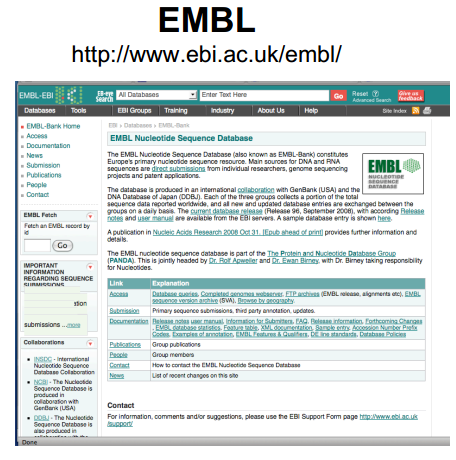 EMBL
http://www.ebi.ac.uk/embl/
EMBL-EBI
EB-eye Search
All Databases
Enter Text Here
Go
Reset
Advanced Search
Give us feedback
Databases Tools EBI Groups Training Industry About Us Help Site Index
EMBL-Bank Home
Access
Documentation
News
Submission
Publications
People
Contact
EMBL Fetch
Fetch an EMBL record by
id
Go
IMPORTANT
INFORMATION
REGARDING SEQUENCE
SUBMISSIONS
submissions ...more
Collaborations
INSDC - International
Nucleotide Sequence
Database Collaboration
NCBI - The Nucleotide
Sequence Database is
produced in
collaboration with
GenBank (USA)
DDBJ - The Nucleotide
Sequence Database is
also produced in
collaboration with the
EBI > Databases > EMBL-Bank
EMBL Nucleotide Sequence Database
The EMBL Nucleotide Sequence Database (also known as EMBL-Bank) constitutes
Europe's primary nucleotide sequence resource. Main sources for DNA and RNA
sequences are direct submissions from individual researchers, genome sequencing
projects and patent applications.
EMBL
NUCLEOTIDE
SEQUENCE
DATABASE
The database is produced in an international collaboration with GenBank (USA) and the
DNA Database of Japan (DDBJ). Each of the three groups collects a portion of the total
sequence data reported worldwide, and all new and updated database entries are exchanged between the
groups on a daily basis. The current database release (Release 96, September 2008), with according Release
notes and user manual are available from the EBI servers. A sample database entry is shown here.
A publication in Nucleic Acids Research 2008 Oct 31. [Epub ahead of print] provides further information and
details.
The EMBL nucleotide sequence database is part of the The Protein and Nucleotide Database Group
(PANDA). This is jointly headed by Dr. Rolf Apweiler and Dr. Ewan Birney, with Dr. Birney taking responsibility
for Nucleotides.
Link Explanation
Access Database queries, Completed genomes webserver, FTP archives (EMBL release, alignments etc), EMBL
sequence version archive (SVA), Browse by geography.
Submission Primary sequence submissions, third party annotation, updates.
Documentation Release notes user manual, Information for Submitters, FAQ, Release information, Forthcoming Changes
, EMBL database statistics, Feature table, XML documentation, Sample entry, Accession Number Prefix
Codes, Examples of annotation, EMBL Features & Qualifiers, DE line standards, Database Policies
Publications Group publications
People Group members
Contact How to contact the EMBL Nucleotide Sequence Database
News List of recent changes on this site
Contact
For information, comments and/or suggestions, please use the EBI Support Form page http://www.ebi.ac.uk
/support/
Done